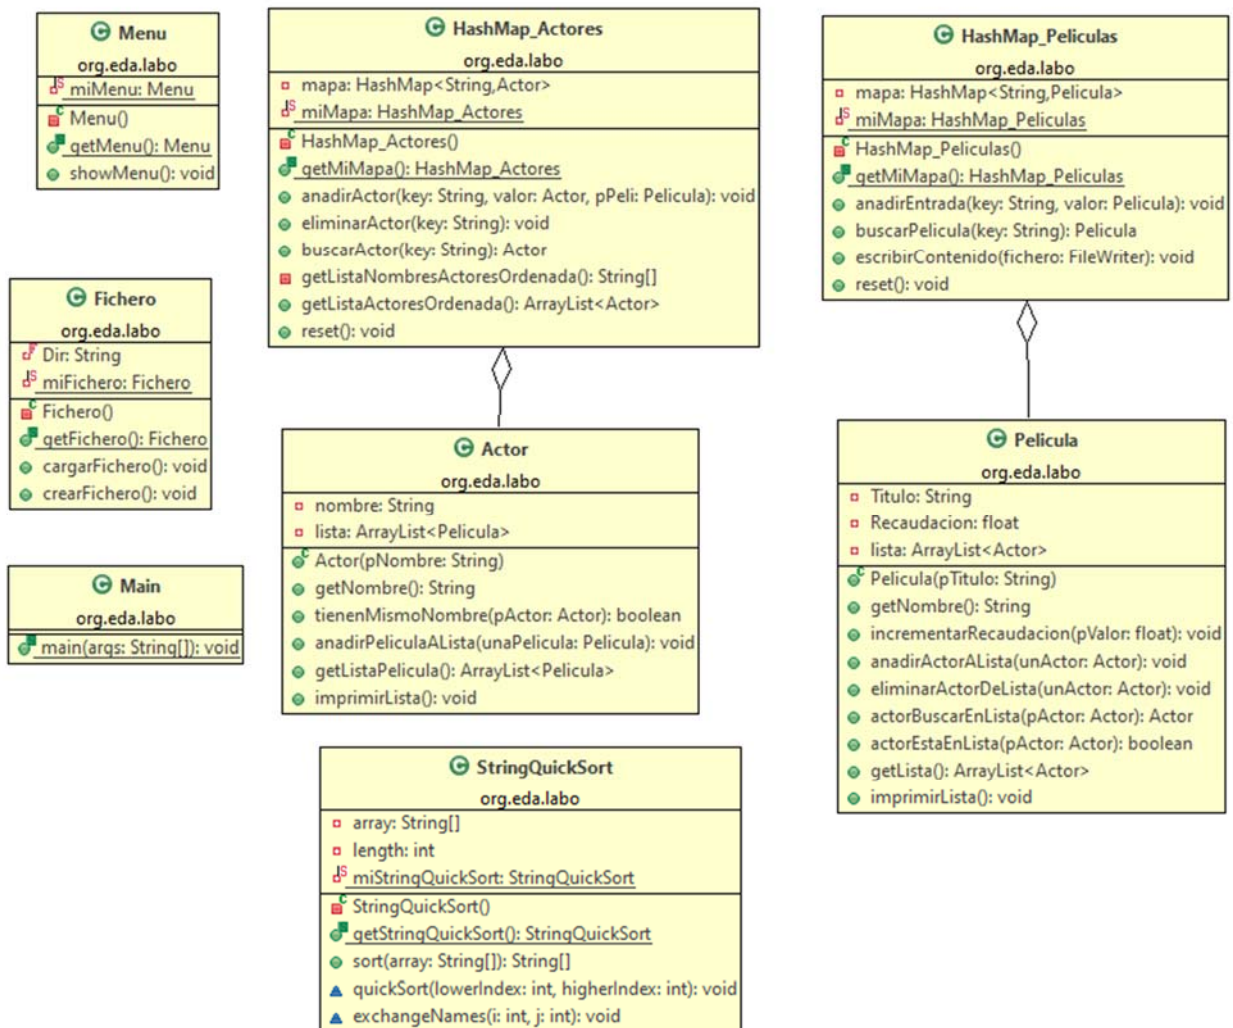 Menu
org.eda.labo
miMenu: Menu
Menu()
getMenu(): Menu
showMenu(): void
HashMap_Actores
org.eda.labo
mapa: HashMap<String,Actor>
miMapa: HashMap_Actores
HashMap_Actores()
getMiMapa(): HashMap_Actores
anadirActor(key: String, valor: Actor, pPeli: Pelicula): void
eliminarActor(key: String): void
buscarActor(key: String): Actor
getListaNombresActoresOrdenada(): String[]
getListaActoresOrdenada(): ArrayList<Actor>
reset(): void
HashMap_Peliculas
org.eda.labo
mapa: HashMap<String,Pelicula>
miMapa: HashMap_Peliculas
HashMap_Peliculas()
getMiMapa(): HashMap_Peliculas
anadirEntrada(key: String, valor: Pelicula): void
buscarPelicula(key: String): Pelicula
escribirContenido(fichero: FileWriter): void
reset(): void
Fichero
org.eda.labo
Dir: String
miFichero: Fichero
Fichero()
getFichero(): Fichero
cargarFichero(): void
crearFichero(): void
Actor
org.eda.labo
nombre: String
lista: ArrayList<Pelicula>
Actor(pNombre: String)
getNombre(): String
tienenMismoNombre(pActor: Actor): boolean
anadirPeliculaALista(unaPelicula: Pelicula): void
getListaPelicula(): ArrayList<Pelicula>
imprimirLista(): void
Pelicula
org.eda.labo
Titulo: String
Recaudacion: float
lista: ArrayList<Actor>
Pelicula(pTitulo: String)
getNombre(): String
incrementarRecaudacion(pValor: float): void
anadirActorALista(unActor: Actor): void
eliminarActorDeLista(unActor: Actor): void
actorBuscarEnLista(pActor: Actor): Actor
actorEstaEnLista(pActor: Actor): boolean
getLista(): ArrayList<Actor>
imprimirLista(): void
Main
org.eda.labo
main(args: String[]): void
StringQuickSort
org.eda.labo
array: String[]
length: int
miStringQuickSort: StringQuickSort
StringQuickSort()
getStringQuickSort(): StringQuickSort
sort(array: String[]): String[]
quickSort(lowerIndex: int, higherIndex: int): void
exchangeNames(i: int, j: int): void